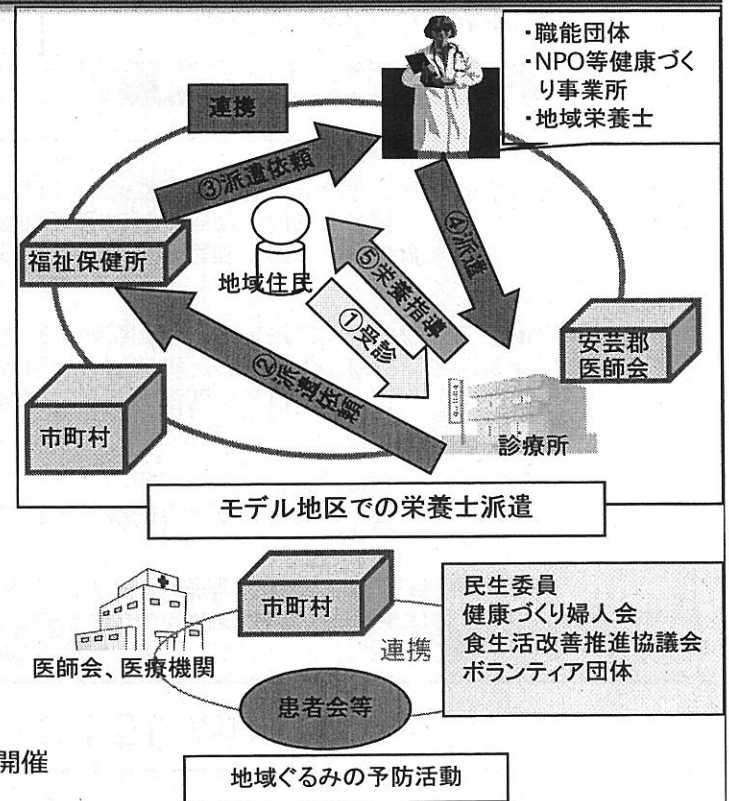 ・職能団体
・NPO等健康づく
り事業所
・地域栄養士
連携
③派遣依頼
④派遣
福祉保健所
地域住民
⑤栄養指導
①受診
安芸郡
医師会
②派遣依頼
市町村
診療所
モデル地区での栄養士派遣
市町村
民生委員
健康づくり婦人会
食生活改善推進協議会
ボランティア団体
連携
医師会、医療機関
患者会等
開催
地域ぐるみの予防活動